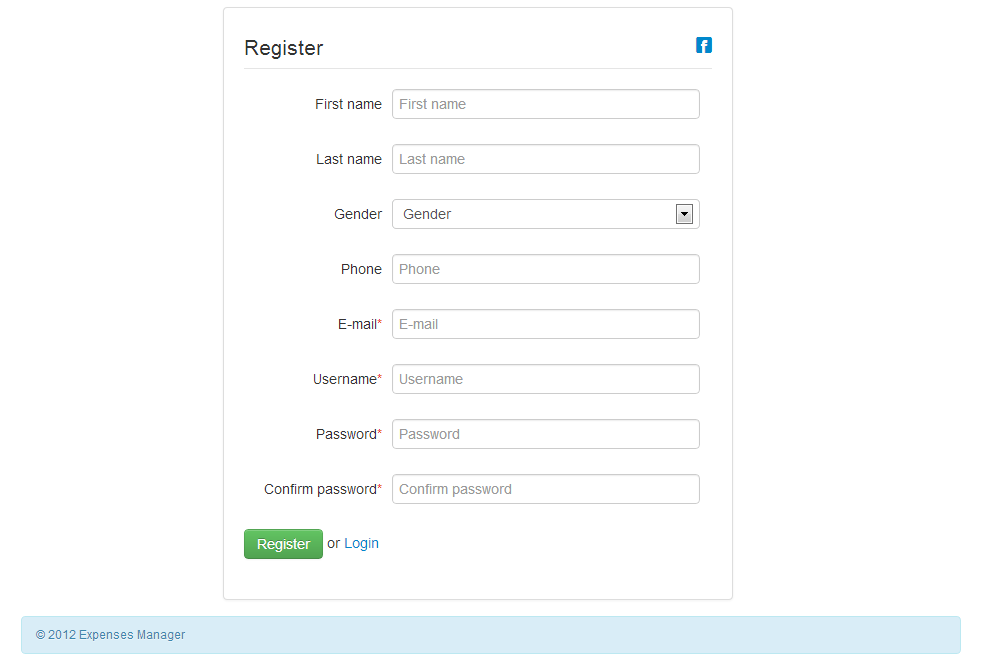 Register
First name First name
Last name Last name
Gender Gender
Phone Phone
E-mail* E-mail
Username* Username
Password* Password
Confirm password* Confirm password
Register or Login
© 2012 Expenses Manager